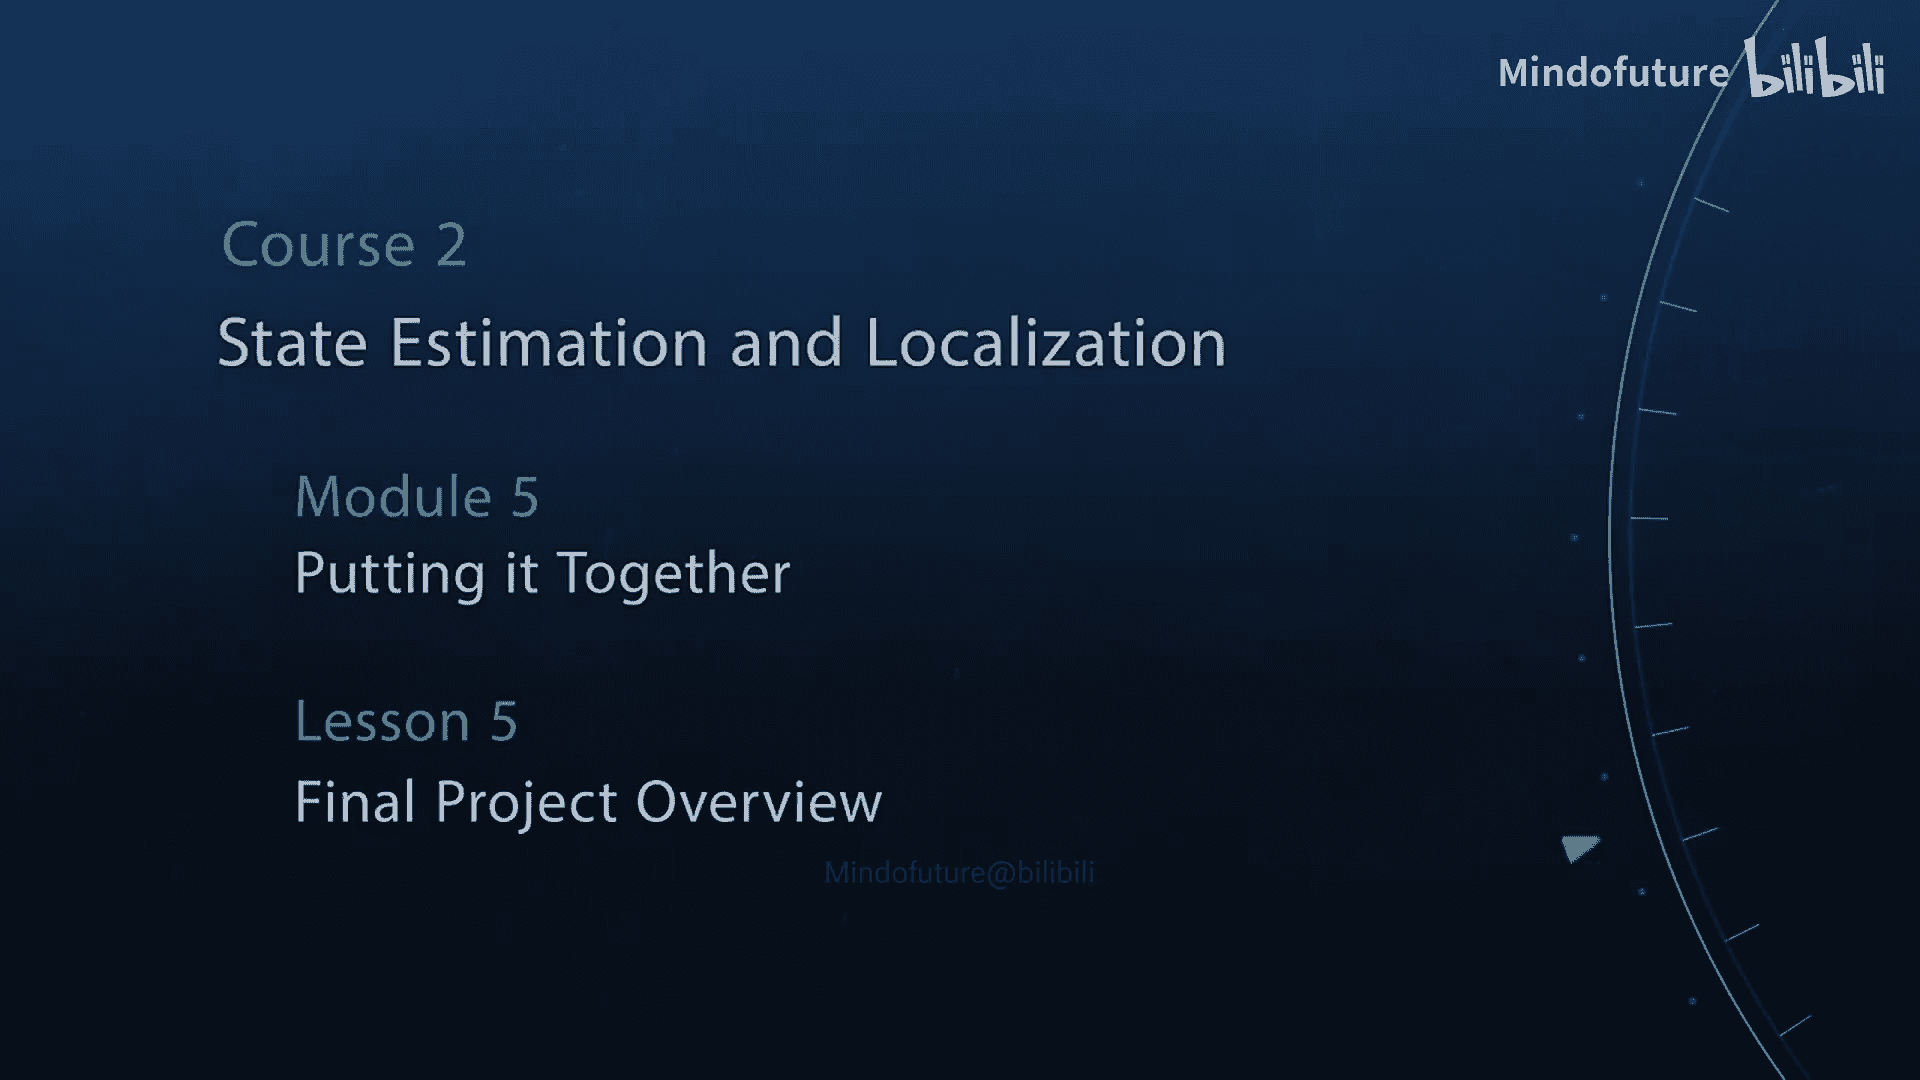 Mindofuture bilibili
Course 2
State Estimation and Localization
Module 5
Putting it Together
Lesson 5
Final Project Overview
Mindofuture@bilibili